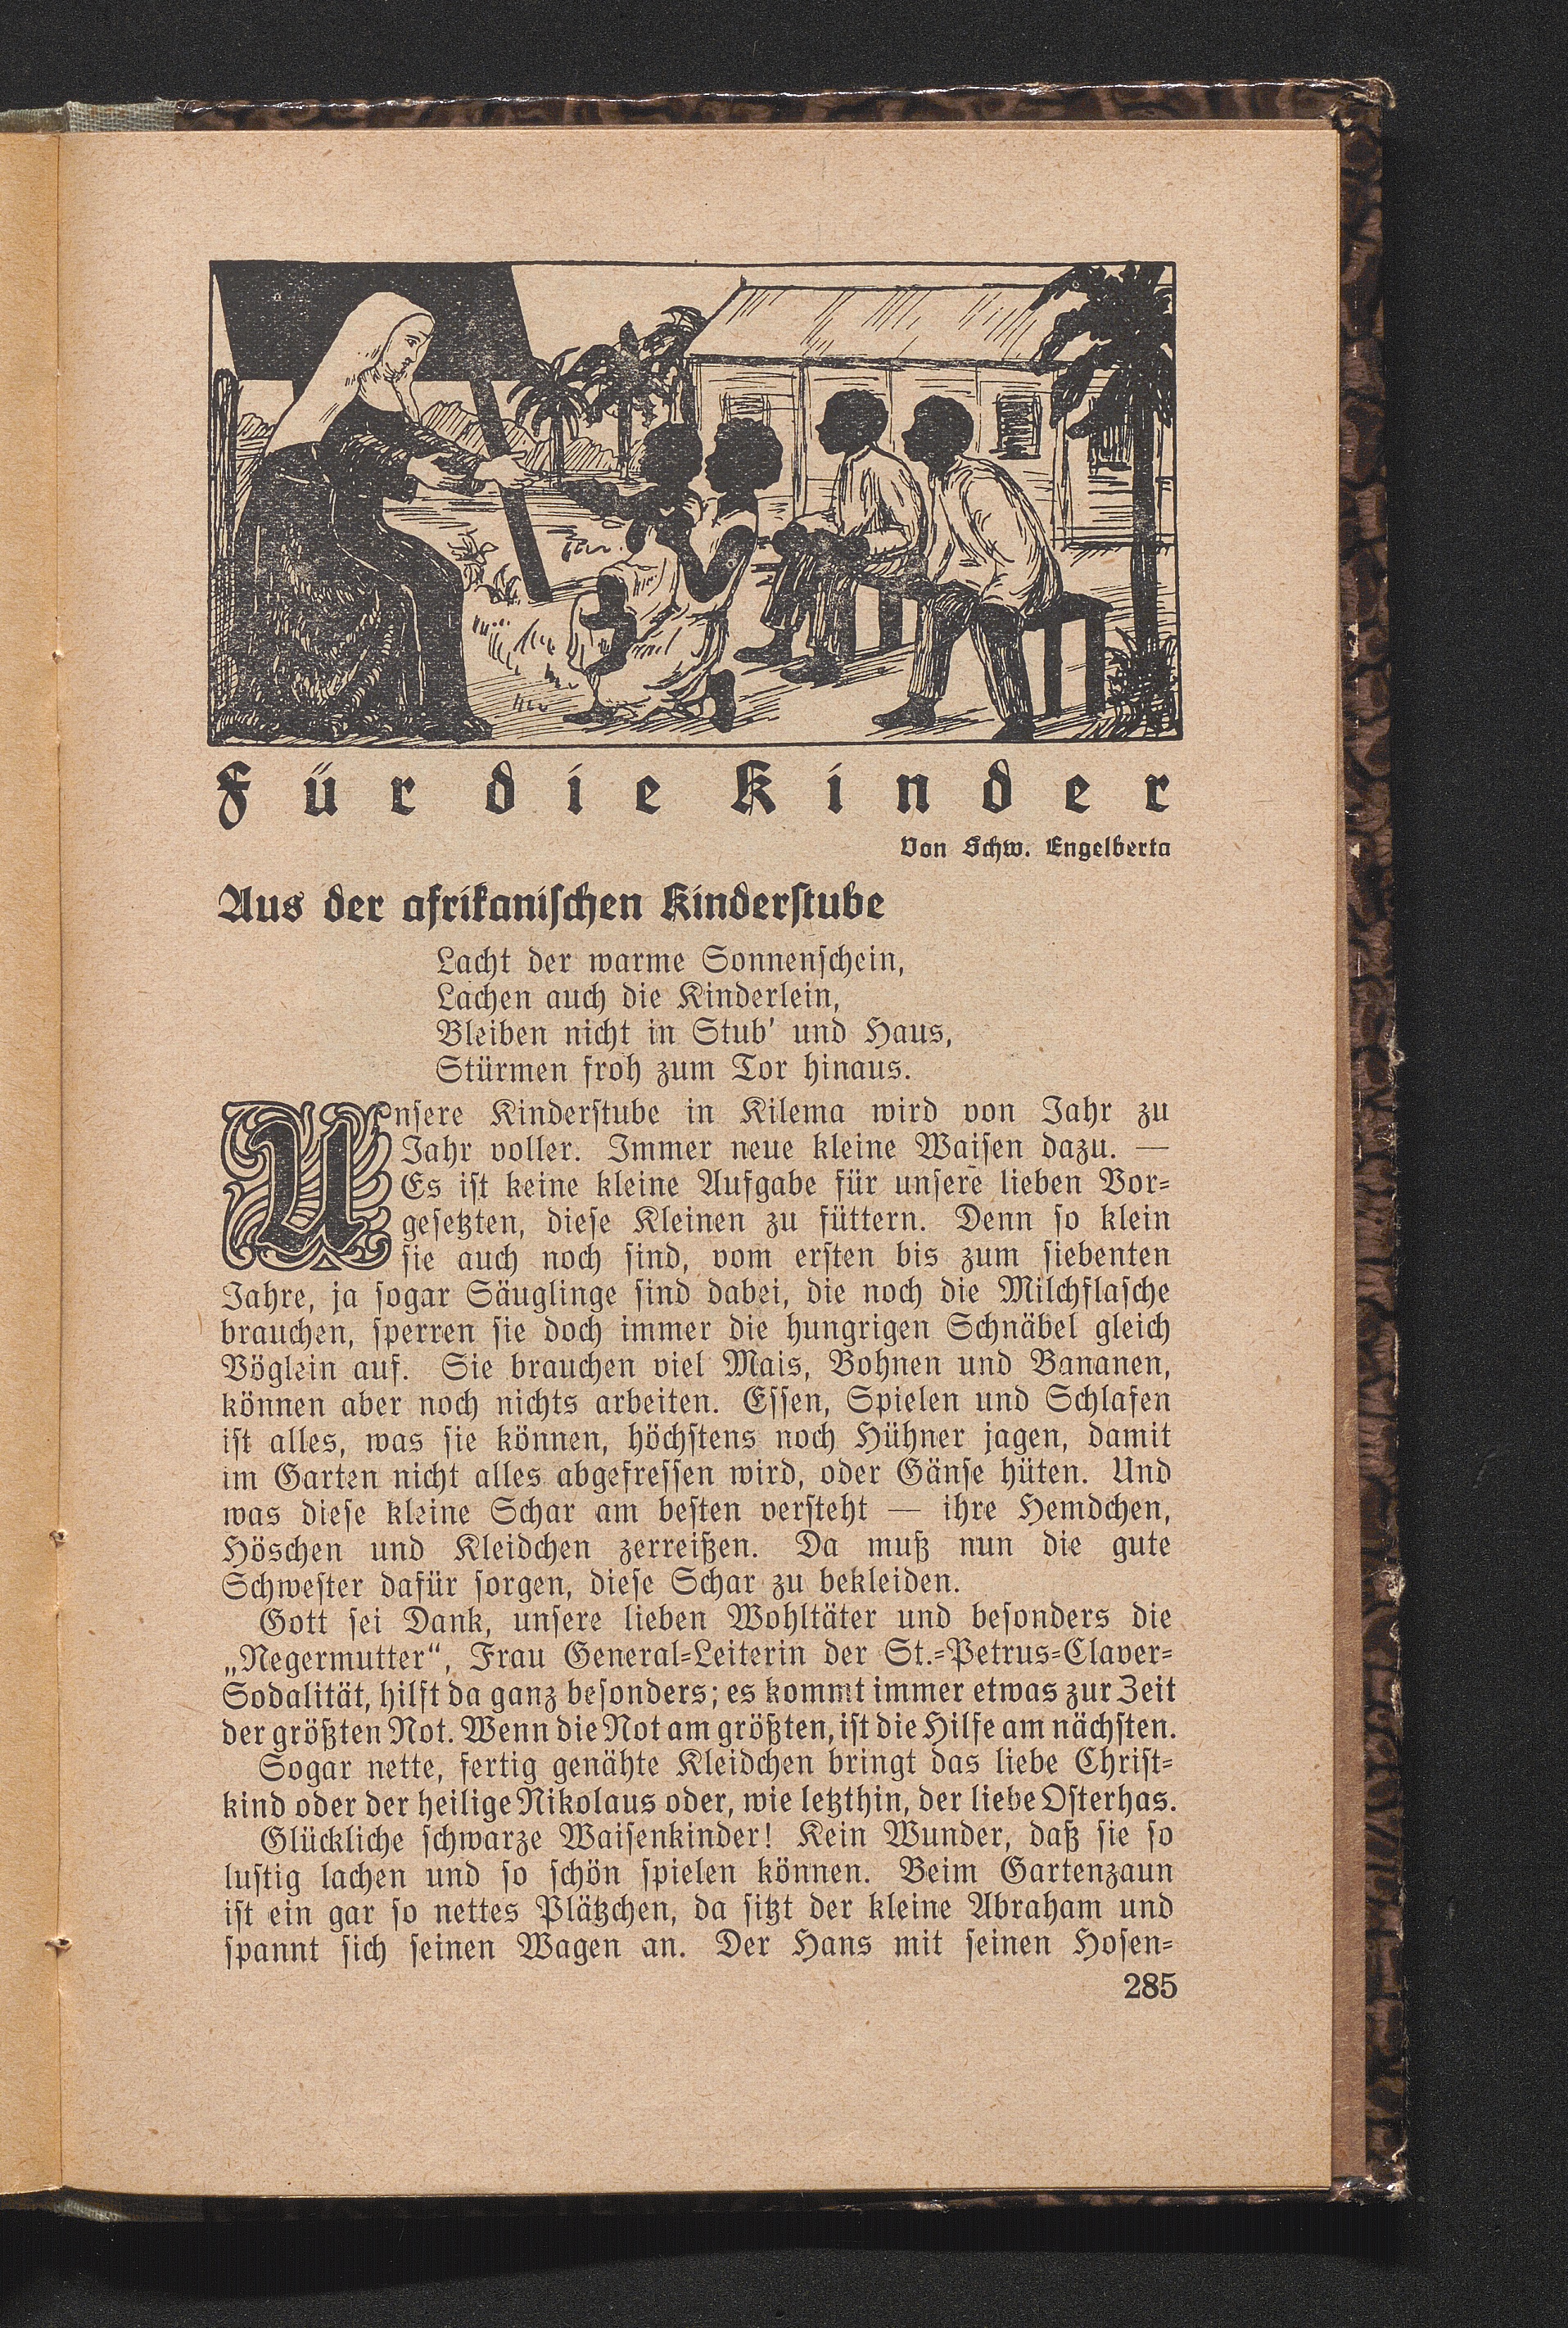 Für die Kinder
Von Schw. Engelberta
Aus der afrikanischen Kinderstube
Lacht der warme Sonnenschein,
Lachen auch die Kinderlein,
Bleiben nicht in Stub' und Haus,
Stürmen froh zum Tor hinaus.
Unsere Kinderstube in Kilema wird von Jahr zu
Jahr voller. Immer neue kleine Waisen dazu. —
Es ist keine kleine Aufgabe für unsere lieben Vor-
gesetzten, diese Kleinen zu füttern. Denn so klein
sie auch noch sind, vom ersten bis zum siebenten
Jahre, ja sogar Säuglinge sind dabei, die noch die Milchflasche
brauchen, sperren sie doch immer die hungrigen Schnäbel gleich
Vöglein auf. Sie brauchen viel Mais, Bohnen und Bananen,
können aber noch nichts arbeiten. Essen, Spielen und Schlafen
ist alles, was sie können, höchstens noch Hühner jagen, damit
im Garten nicht alles abgefressen wird, oder Gänse hüten. Und
was diese kleine Schar am besten versteht — ihre Hemdchen,
Höschen und Kleidchen zerreißen. Da muß nun die gute
Schwester dafür sorgen, diese Schar zu bekleiden.
Gott sei Dank, unsere lieben Wohltäter und besonders die
„Negermutter“, Frau General-Leiterin der St.-Petrus-Claver-
Sodalität, hilft da ganz besonders; es kommt immer etwas zur Zeit
der größten Not. Wenn die Not am größten, ist die Hilfe am nächsten.
Sogar nette, fertig genähte Kleidchen bringt das liebe Christ-
kind oder der heilige Nikolaus oder, wie letzthin, der liebe Osterhas.
Glückliche schwarze Waisenkinder! Kein Wunder, daß sie so
lustig lachen und so schön spielen können. Beim Gartenzaun
ist ein gar so nettes Plätzchen, da sitzt der kleine Abraham und
spannt sich seinen Wagen an. Der Hans mit seinen Hosen-
285